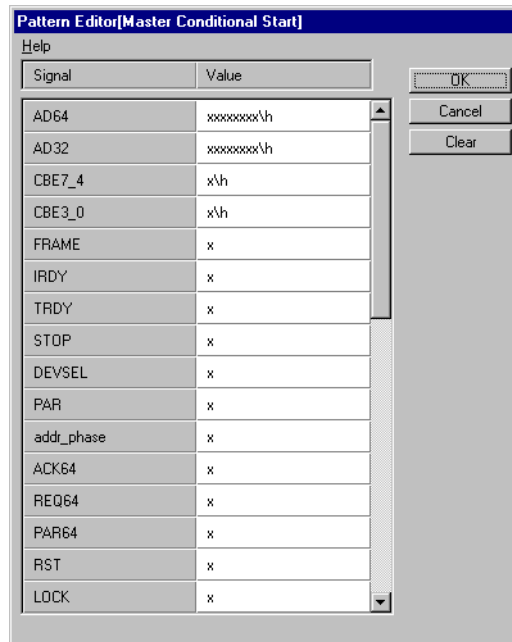 Pattern Editor[Master Conditional Start]
Help
Signal Value
OK
AD64 xxxxxxxx\h
Cancel
AD32 xxxxxxxx\h
Clear
CBE7_4 x\h
CBE3_0 x\h
FRAME x
IRDY x
TRDY x
STOP x
DEVSEL x
PAR x
addr_phase x
ACK64 x
REQ64 x
PAR64 x
RST x
LOCK x